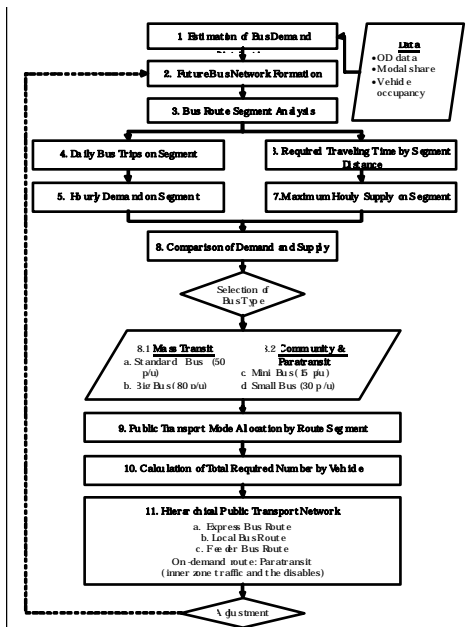 1 Estimation of Bus Demand
Data
•OD data
•Modal share
•Vehicle
occupancy
2. Future Bus Network Formation
3. Bus Route Segment Analysis
4. Daily Bus Trips on Segment
5. Hourly Demand on Segment
6. Required Traveling Time by Segment
Distance
7.Maximum Hourly Supply on Segment
8. Comparison of Demand and Supply
Selection of
Bus Type
8.1 Mass Transit
a. Standard Bus (50
p/u)
b. Big Bus (80 p/u)
8.2 Community &
Paratransit
c. Mini Bus (15 p/u)
d Small Bus (30 p/u)
9. Public Transport Mode Allocation by Route Segment
10. Calculation of Total Required Number by Vehicle
11. Hierarchical Public Transport Network
a. Express Bus Route
b. Local Bus Route
c. Feeder Bus Route
On-demand route: Paratransit
(inner zone traffic and the disables)
Adjustment